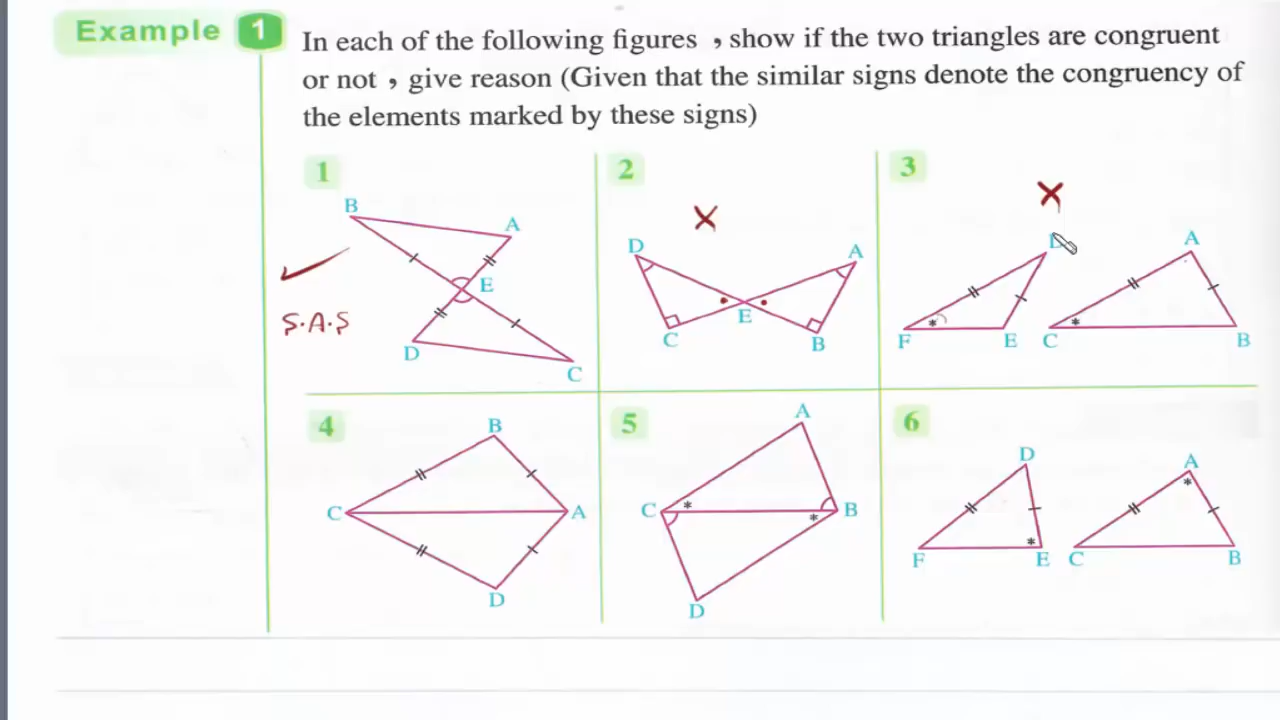 Example 1
In each of the following figures , show if the two triangles are congruent
or not , give reason (Given that the similar signs denote the congruency of
the elements marked by these signs)
1
B
A
E
D
C
S.A.S
2
D
A
E
C
B
3
D
A
F
E
C
B
4
B
C
A
D
5
A
C
B
D
6
D
A
F
E
C
B